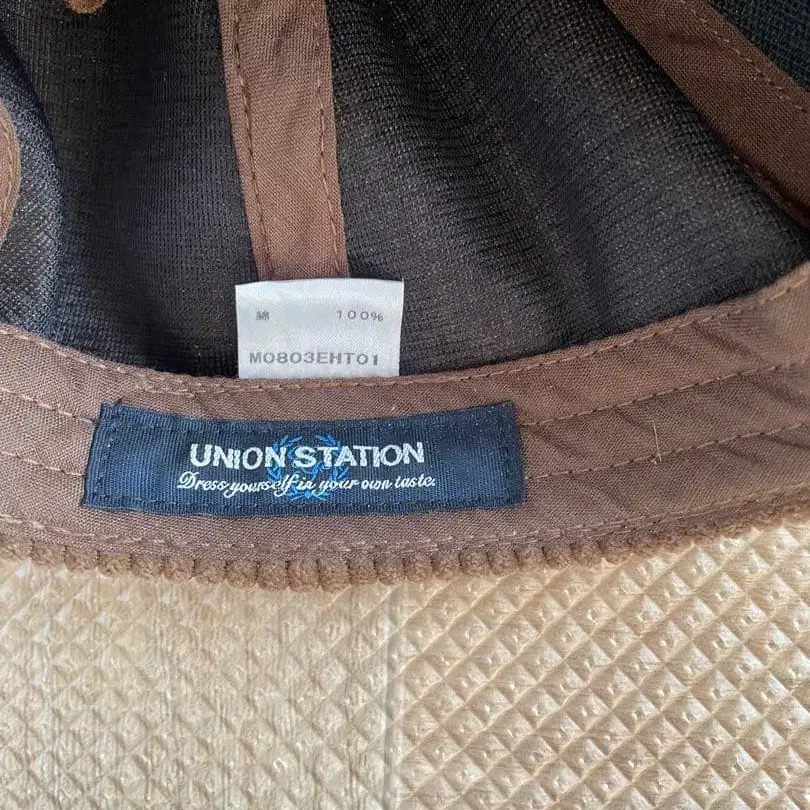 綿 100%
M0803EHT01
UNION STATION
Dress yourself in your own taste.